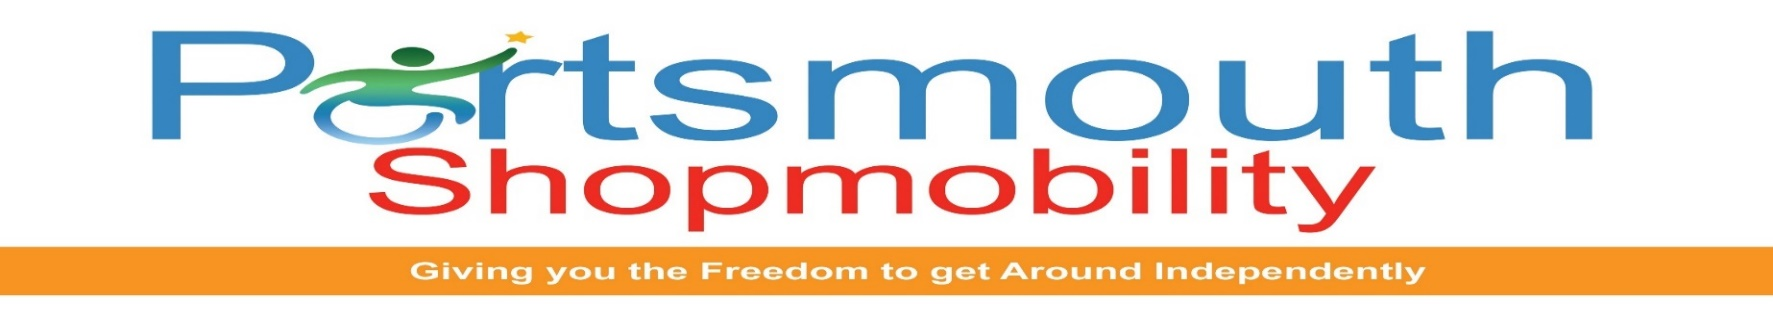 Portsmouth
Shopmobility
Giving you the Freedom to get Around Independently